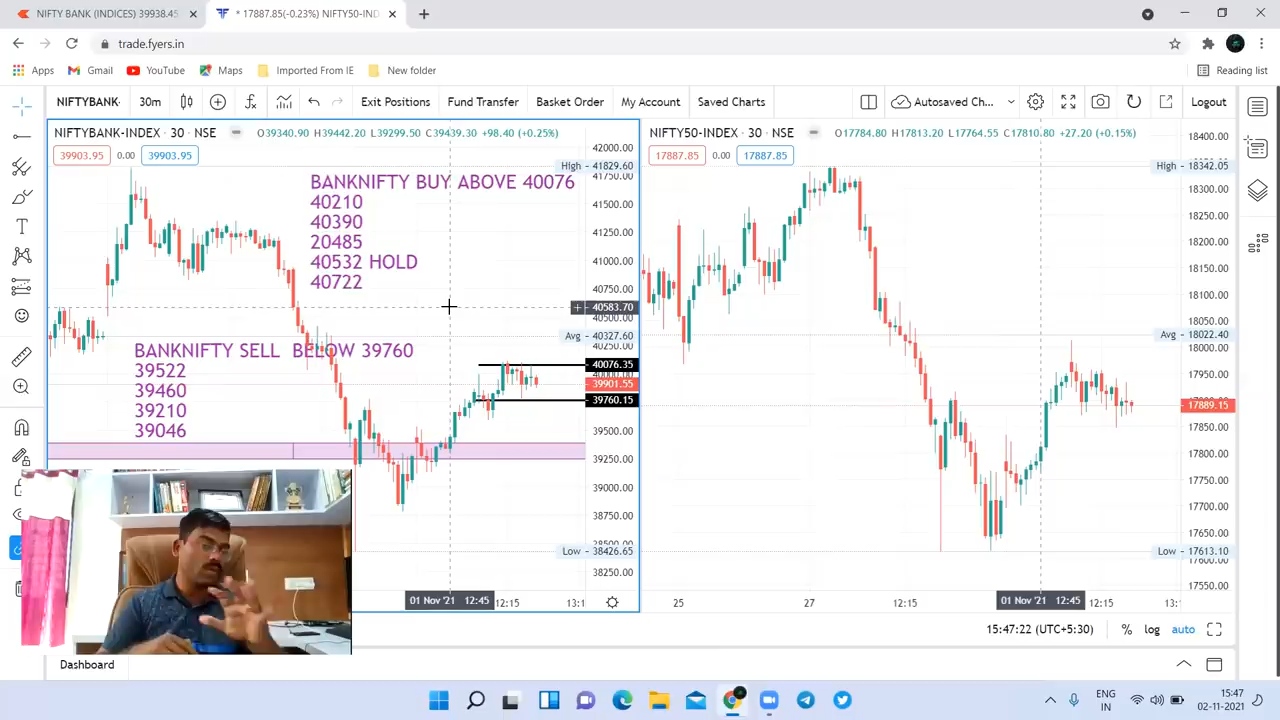 NIFTY BANK (INDICES) 39938.45
* 17887.85(-0.23%) NIFTY50-IND
trade.fyers.in
Apps Gmail YouTube Maps Imported From IE New folder Reading list
NIFTYBANK- 30m Exit Positions Fund Transfer Basket Order My Account Saved Charts Autosaved Ch... Logout
NIFTYBANK-INDEX · 30 · NSE O39340.90 H39442.20 L39299.50 C39439.30 +98.40 (+0.25%)
39903.95 0.00 39903.95
BANKNIFTY BUY ABOVE 40076
40210
40390
20485
40532 HOLD
40722
BANKNIFTY SELL BELOW 39760
39522
39460
39210
39046
42000.00
High 41829.60
41750.00
41500.00
41250.00
41000.00
40750.00
40583.70
40500.00
Avg 40327.60
40250.00
40076.35
40000.00
39901.55
39760.15
39500.00
39250.00
39000.00
38750.00
Low 38426.65
38250.00
01 Nov '21 12:45 12:15 13:1
NIFTY50-INDEX · 30 · NSE O17784.80 H17813.20 L17764.55 C17810.80 +27.20 (+0.15%)
17887.85 0.00 17887.85
18400.00
High 18342.05
18300.00
18250.00
18200.00
18150.00
18100.00
18050.00
Avg 18022.40
18000.00
17950.00
17889.15
17850.00
17800.00
17750.00
17700.00
17650.00
Low 17613.10
17600.00
17550.00
25 27 12:15 01 Nov '21 12:45 12:15 13:
15:47:22 (UTC+5:30) % log auto
Dashboard
ENG
IN
15:47
02-11-2021